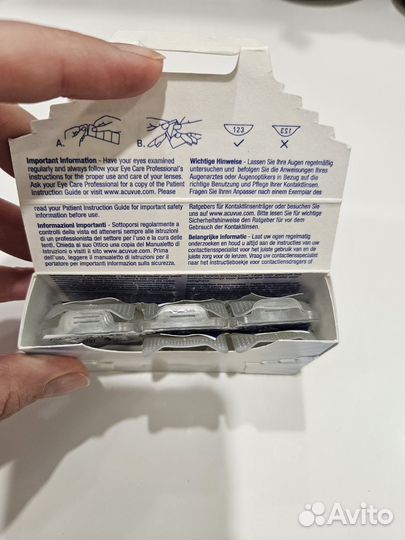 A.
B.
123
Important Information - Have your eyes examined
regularly and always follow your Eye Care Professional's
instructions for the proper use and care of your lenses.
Ask your Eye Care Professional for a copy of the Patient
Instruction Guide or visit www.acuvue.com. Please
read your Patient Instruction Guide for important safety
information before use.
Informazioni importanti - Sottoporsi regolarmente a
controlli della vista ed attenersi sempre alle istruzioni
di un professionista del settore per l'uso e la cura delle
lenti. Chieda al suo Ottico una copia del Manualetto di
Istruzioni o visiti il sito www.acuvue.com. Prima
dell'uso, leggere il manualetto di istruzioni per il
portatore per importanti informazioni sulla sicurezza.
Wichtige Hinweise - Lassen Sie Ihre Augen regelmäßig
untersuchen und befolgen Sie die Anweisungen Ihres
Augenarztes oder Augenoptikers in Bezug auf die
richtige Benutzung und Pflege Ihrer Kontaktlinsen.
Fragen Sie Ihren Anpasser nach einem Exemplar des
Ratgebers für Kontaktlinsenträger oder besuchen Sie
uns auf www.acuvue.com. Bitte lesen Sie für wichtige
Sicherheitshinweise den Ratgeber für vor dem
Gebrauch der Kontaktlinsen.
Belangrijke informatie - Laat uw ogen regelmatig
onderzoeken en houd u altijd aan de instructies van uw
contactlensspecialist voor het juiste gebruik van en de
juiste zorg voor uw lenzen. Vraag uw contactlensspecialist
naar het instructieboekje voor contactlensdragers of
Avito